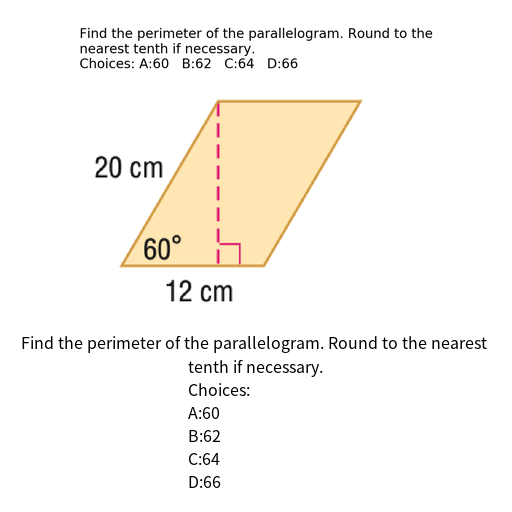 Find the perimeter of the parallelogram. Round to the
nearest tenth if necessary.
Choices: A:60   B:62   C:64   D:66
20 cm
60°
12 cm
Find the perimeter of the parallelogram. Round to the nearest
tenth if necessary.
Choices:
A:60
B:62
C:64
D:66